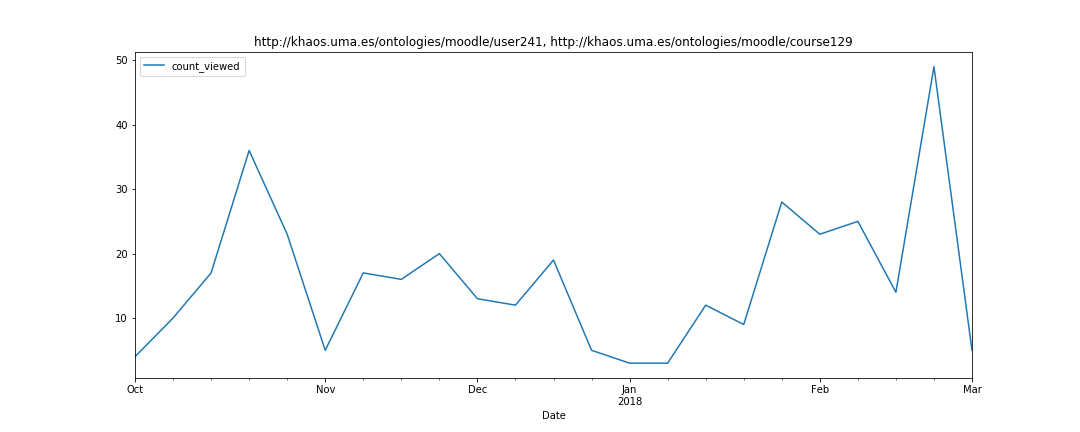 http://khaos.uma.es/ontologies/moodle/user241, http://khaos.uma.es/ontologies/moodle/course129
count_viewed
50
40
30
20
10
Oct Nov Dec Jan Feb Mar
2018
Date